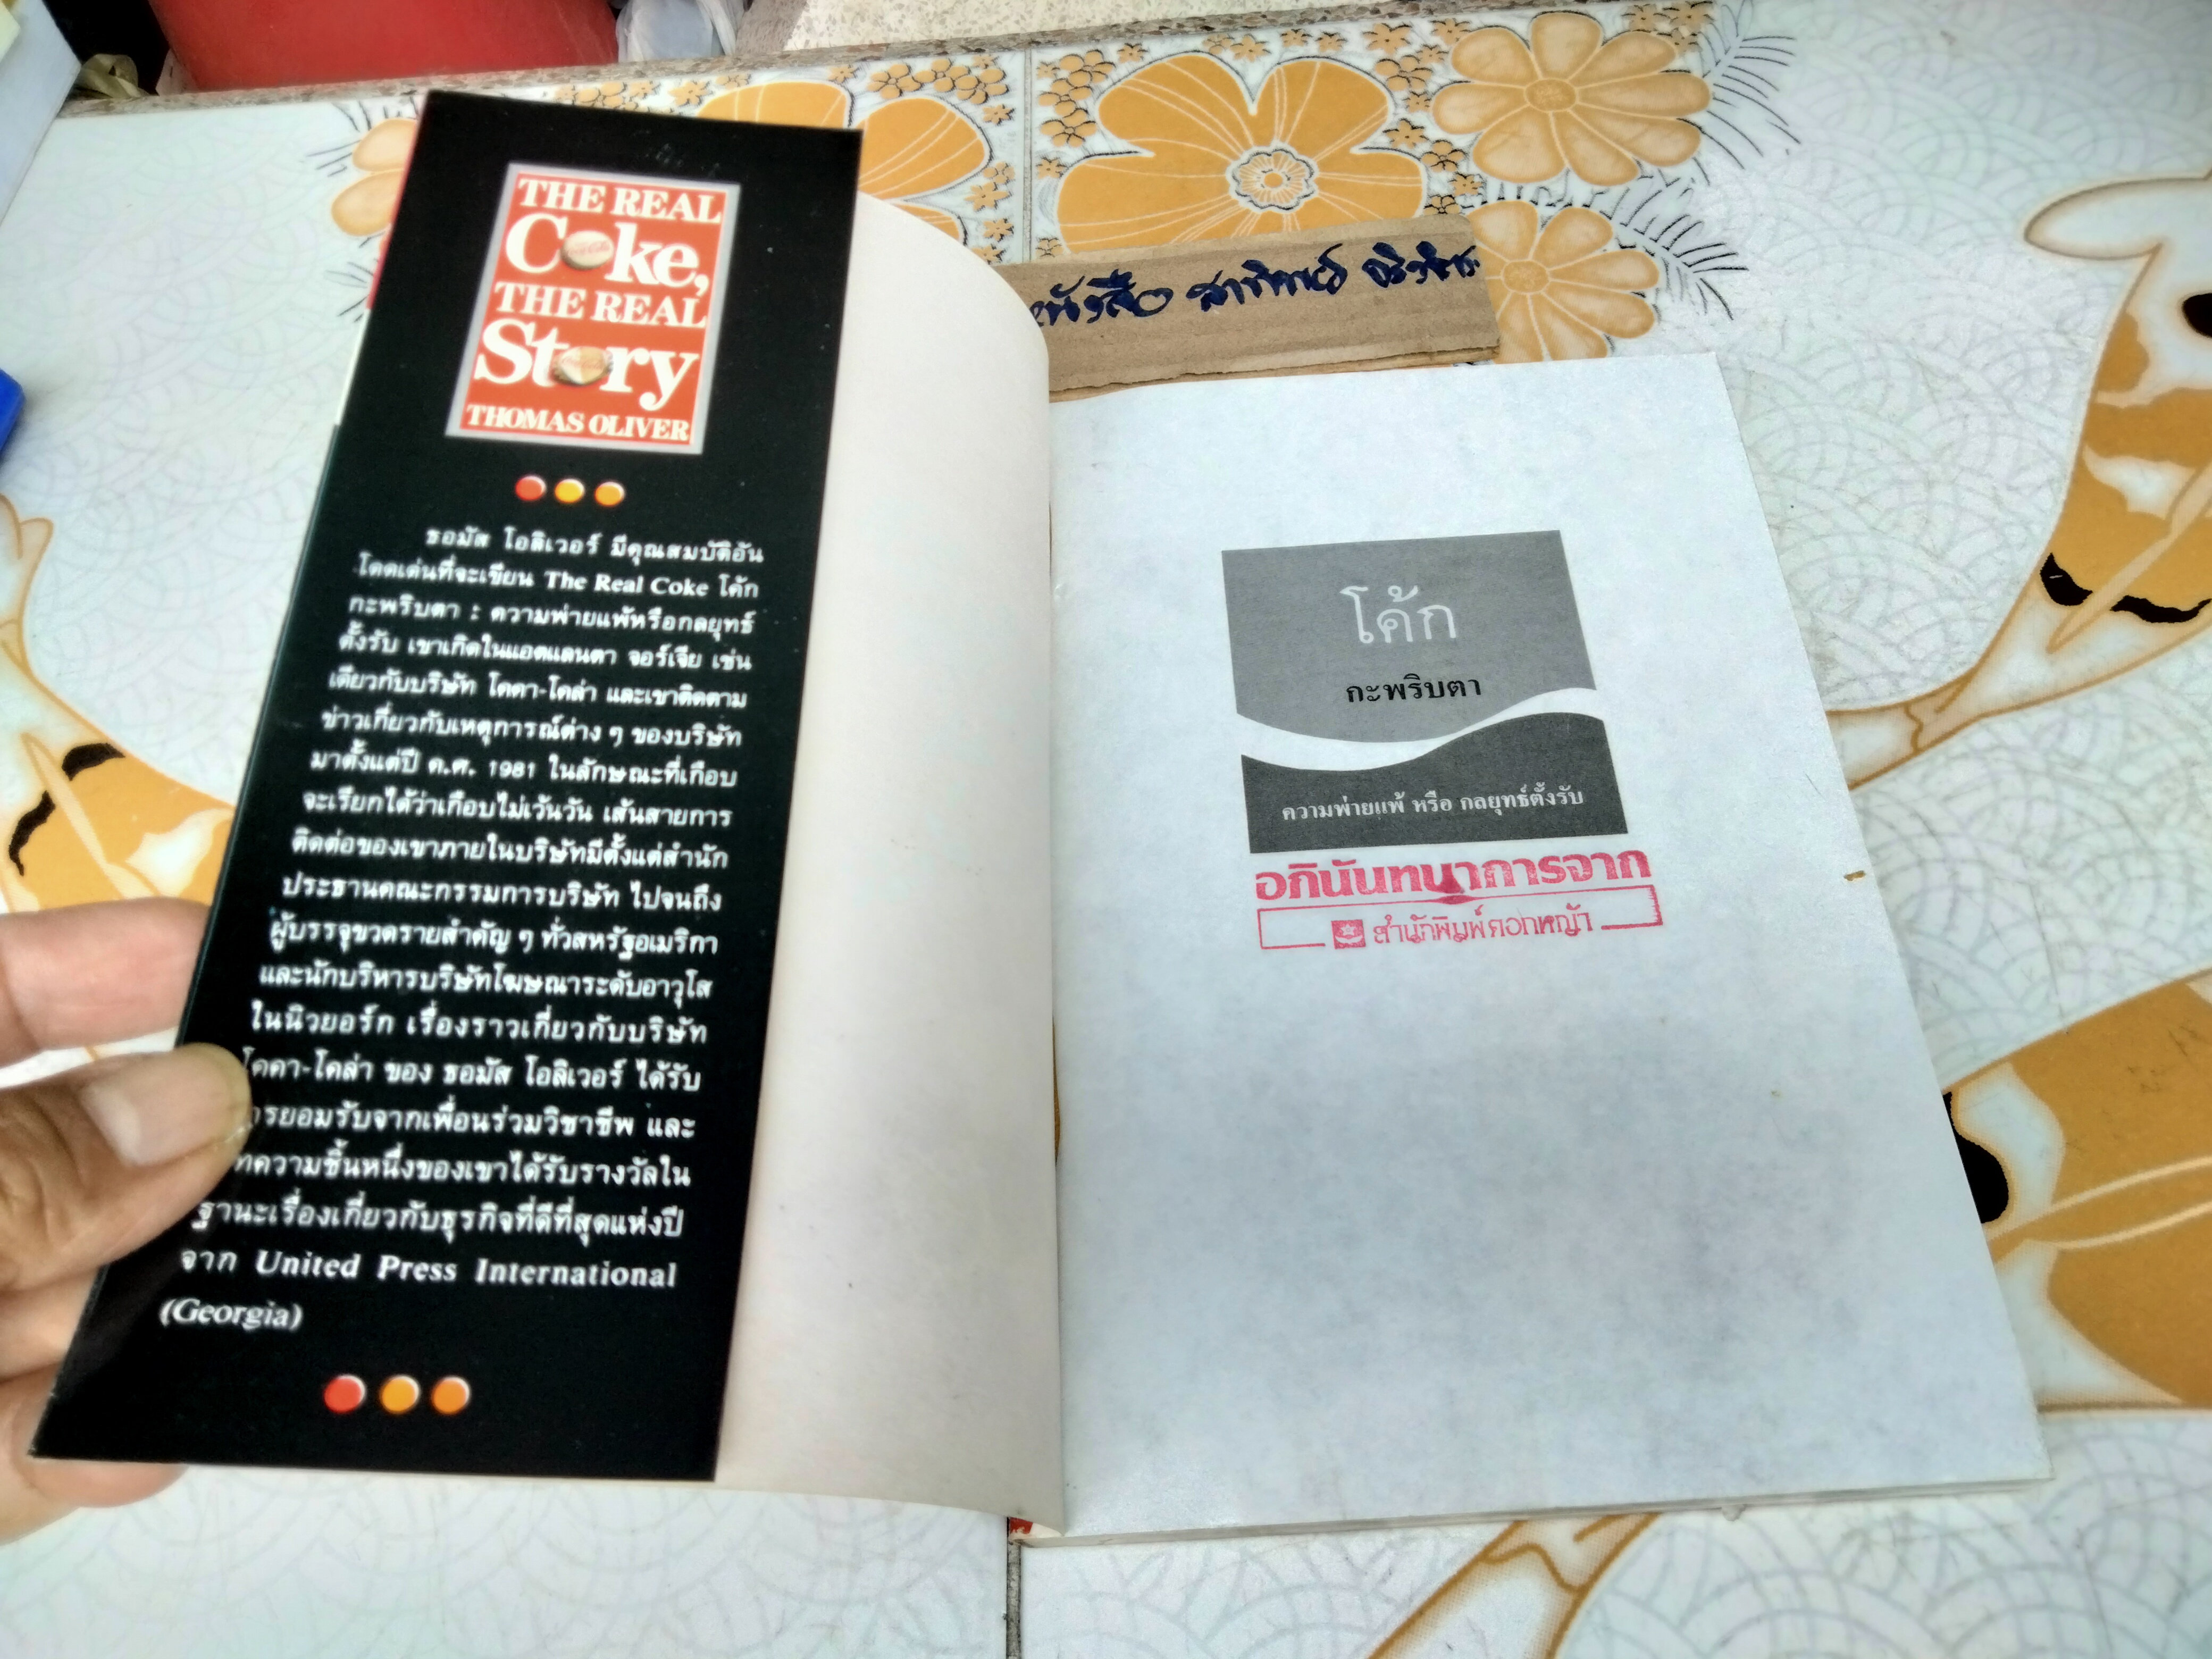 THE REAL
Coke,
THE REAL
Story
THOMAS OLIVER
ธอมัส โอลิเวอร์ มีคุณสมบัติอัน
โดดเด่นที่จะเขียน The Real Coke โค้ก
กะพริบตา : ความพ่ายแพ้หรือกลยุทธ์
ตั้งรับ เขาเกิดในแอตแลนตา จอร์เจีย เช่น
เดียวกับบริษัท โคคา-โคล่า และเขาติดตาม
ข่าวเกี่ยวกับเหตุการณ์ต่าง ๆ ของบริษัท
มาตั้งแต่ปี ค.ศ. 1981 ในลักษณะที่เกือบ
จะเรียกได้ว่าเกือบไม่เว้นวัน เส้นสายการ
ติดต่อของเขาภายในบริษัทมีตั้งแต่สำนัก
ประธานคณะกรรมการบริษัท ไปจนถึง
ผู้บรรจุขวดรายสำคัญ ๆ ทั่วสหรัฐอเมริกา
และนักบริหารบริษัทโฆษณาระดับอาวุโส
ในนิวยอร์ก เรื่องราวเกี่ยวกับบริษัท
โคคา-โคล่า ของ ธอมัส โอลิเวอร์ ได้รับ
ารยอมรับจากเพื่อนร่วมวิชาชีพ และ
ทความชิ้นหนึ่งของเขาได้รับรางวัลใน
ฐานะเรื่องเกี่ยวกับธุรกิจที่ดีที่สุดแห่งปี
จาก United Press International
(Georgia)
หนังสือ
โค้ก
กะพริบตา
ความพ่ายแพ้ หรือ กลยุทธ์ตั้งรับ
อภินันทนาการจาก
สำนักพิมพ์ดอกหญ้า